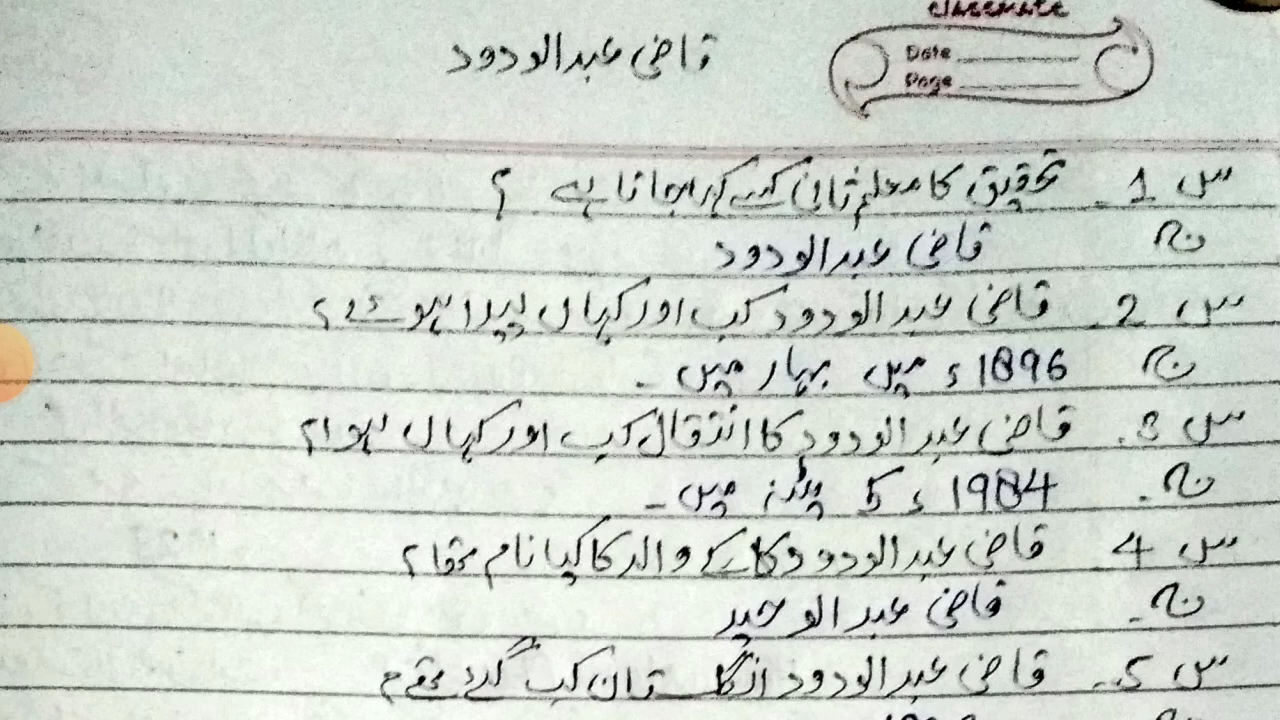 classmate
Date
Page
قاضی عبدالودود
س 1۔ تحقیق کا معلم ثانی کسے کہا جاتا ہے ؟
ج قاضی عبدالودود
س 2۔ قاضی عبدالودود کب اور کہاں پیدا ہوئے؟
ج 1896ء میں بہار میں۔
س 3۔ قاضی عبدالودود کا انتقال کب اور کہاں ہوا؟
ج۔ 1984ء 5 پٹنہ میں۔
س 4 قاضی عبدالودود کے والد کا کیا نام تھا؟
ج۔ قاضی عبدالوحید
س 5۔ قاضی عبدالودود انگلستان کب گئے تھے؟